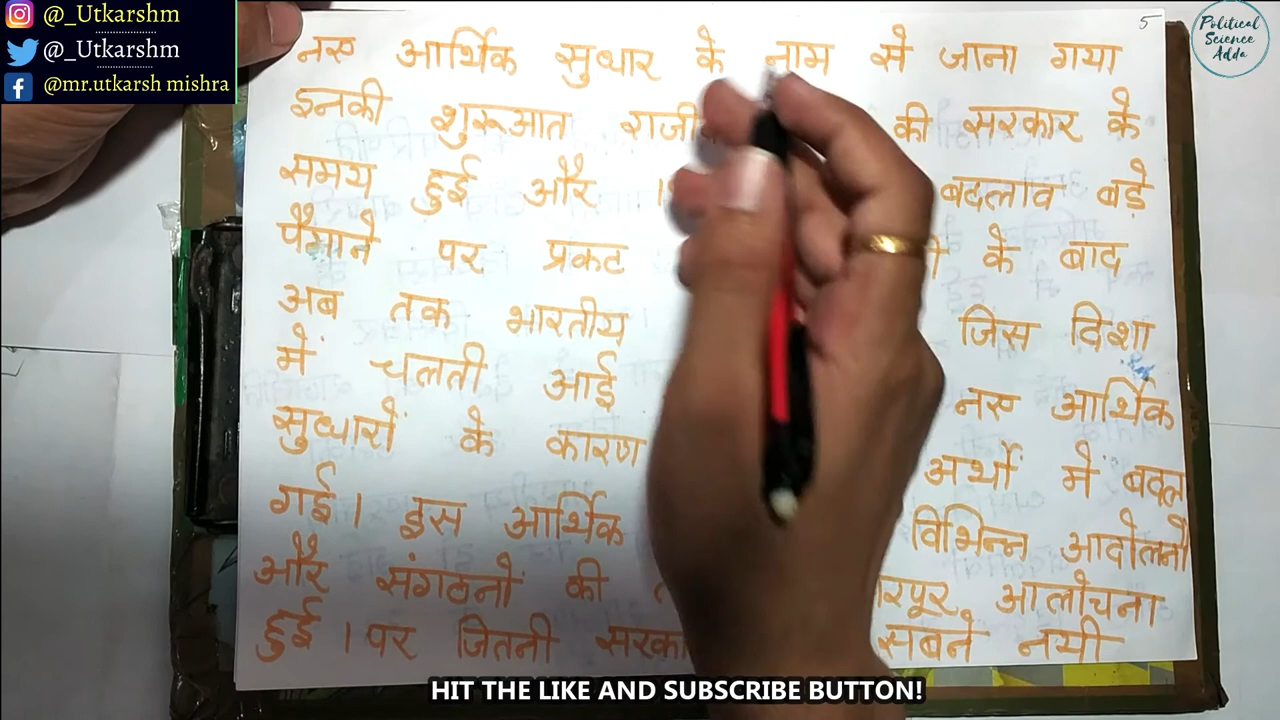 @_Utkarshm
@_Utkarshm
@mr.utkarsh mishra
Political
Science
Adda
5
नए आर्थिक सुधार के नाम से जाना गया
इनकी शुरूआत की सरकार के
समय हुई और बदलाव बड़े
पैमाने पर प्रकट के बाद
अब तक भारतीय जिस दिशा
में चलती आई नए आर्थिक
सुधारों के कारण अर्थों में बदल
गई। इस आर्थिक विभिन्न आदोलनों
और संगठनों की आलोचना
हुई। पर जितनी सबने नयी
HIT THE LIKE AND SUBSCRIBE BUTTON!